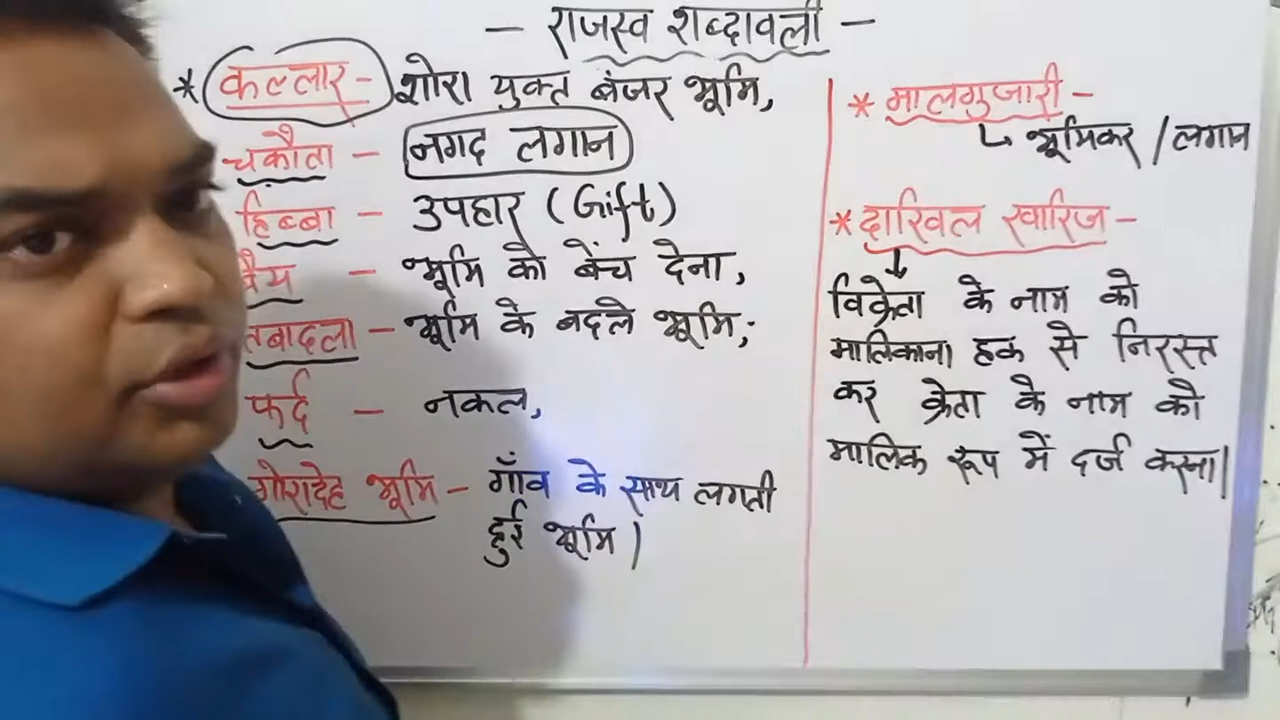 - राजस्व शब्दावली -
* कल्लार - शोरा युक्त बंजर भूमि,
चकौता - नगद लगान
हिब्बा - उपहार (Gift)
वैय - भूमि को बेंच देना,
तबादला - भूमि के बदले भूमि,
फर्द - नकल,
गोरादेह भूमि - गाँव के साथ लगती
हुई भूमि।
* मालगुजारी -
↳ भूमिकर / लगान
* दाखिल खारिज -
↓
विक्रेता के नाम को
मालिकाना हक से निरस्त
कर क्रेता के नाम को
मालिक रूप में दर्ज करना।